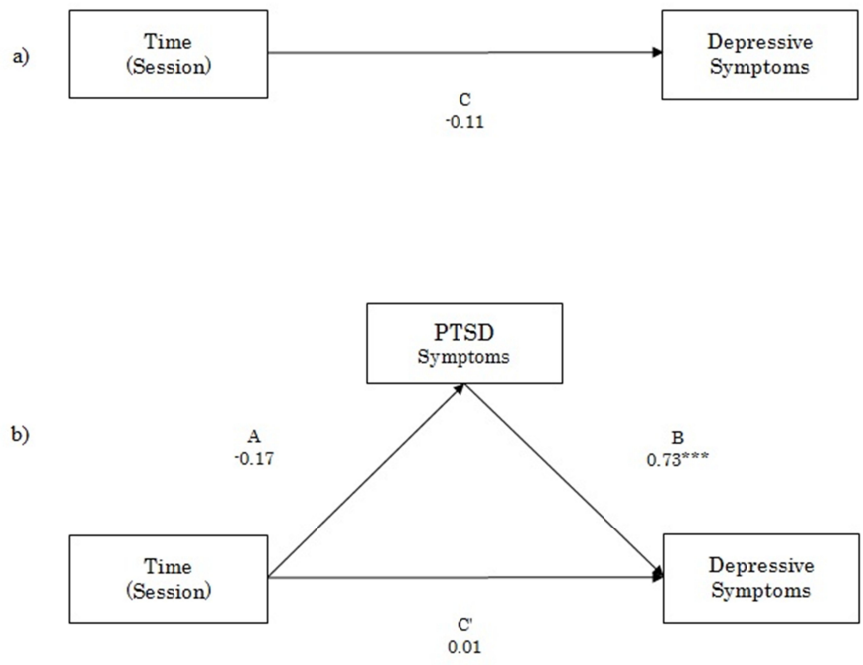 a)
Time
(Session)
Depressive
Symptoms
C
-0.11
PTSD
Symptoms
b)
A
-0.17
B
0.73***
Time
(Session)
Depressive
Symptoms
C'
0.01